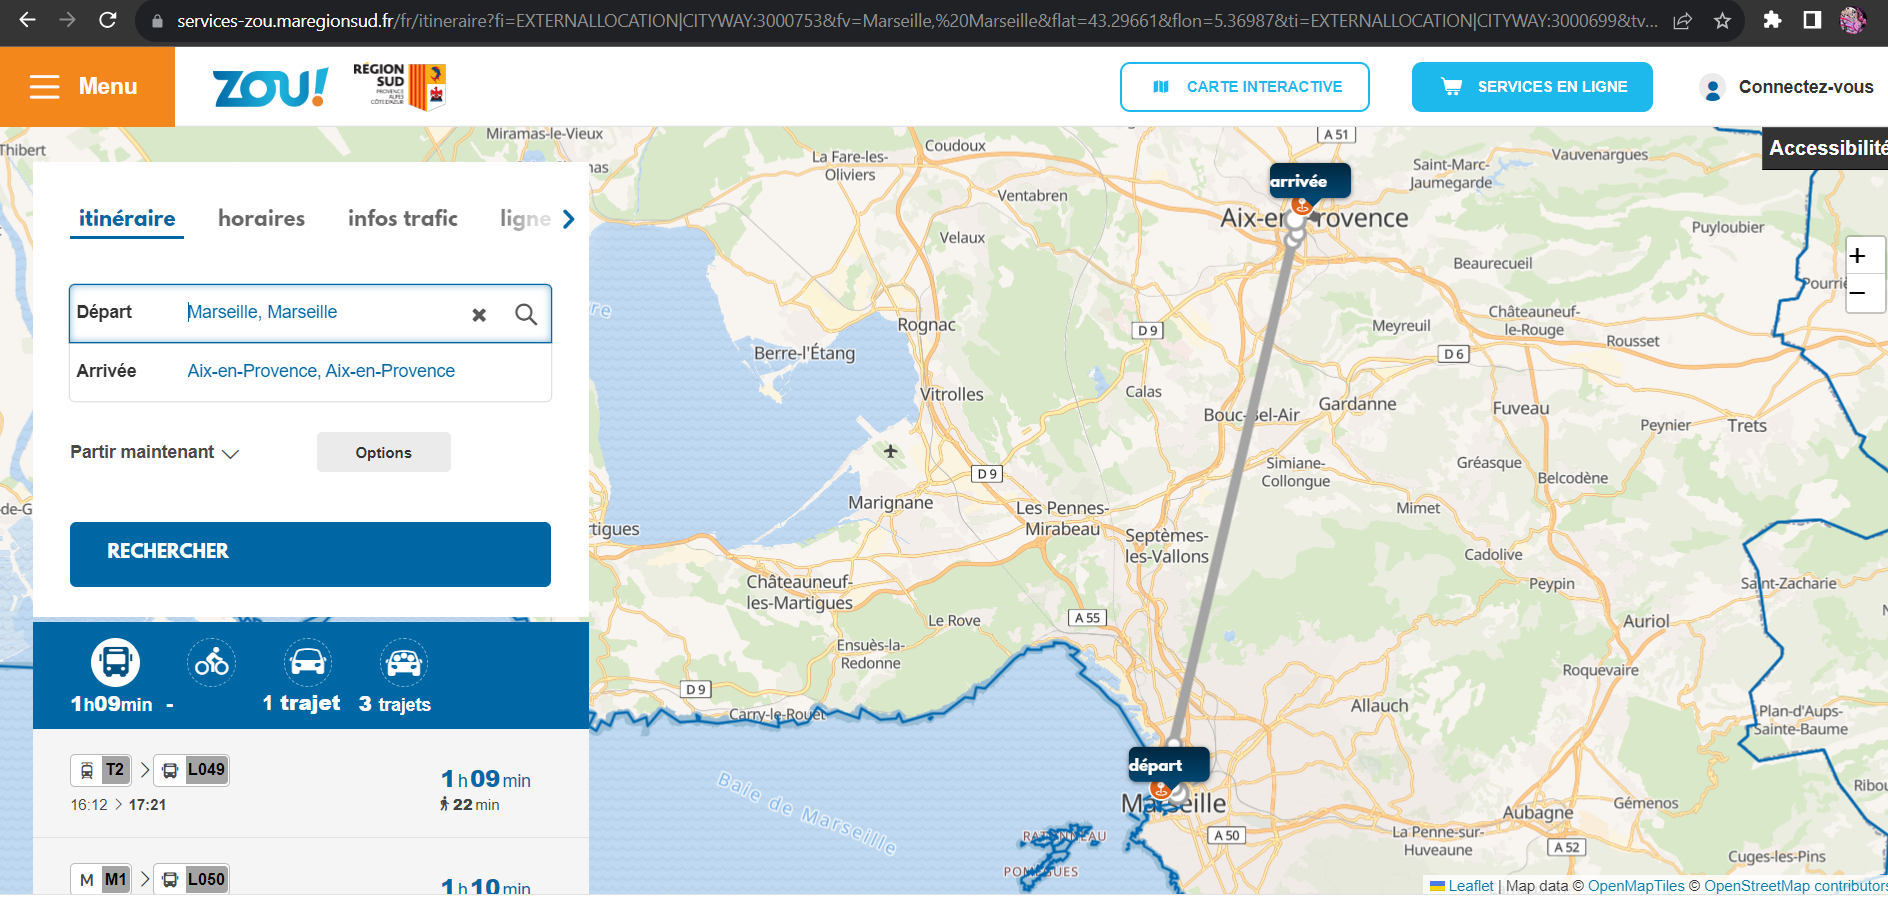 services-zou.maregionsud.fr/fr/itineraire?fi=EXTERNALLOCATION|CITYWAY:3000753&fv=Marseille,%20Marseille&flat=43.29661&flon=5.36987&ti=EXTERNALLOCATION|CITYWAY:3000699&tv...
Menu
ZOU!
RÉGION
SUD
PROVENCE
ALPES
CÔTE D'AZUR
CARTE INTERACTIVE
SERVICES EN LIGNE
Connectez-vous
Accessibilité
itinéraire
horaires
infos trafic
ligne
Départ
Marseille, Marseille
Arrivée
Aix-en-Provence, Aix-en-Provence
Partir maintenant
Options
RECHERCHER
1h09min
-
1 trajet
3 trajets
T2
L049
1 h 09 min
16:12 > 17:21
22 min
M M1
L050
1 h 10 min
Thibert
Miramas-le-Vieux
nas
La Fare-les-
Oliviers
Coudoux
Ventabren
Velaux
A 51
arrivée
Aix-en-Provence
Saint-Marc-
Jaumegarde
Vauvenargues
Puyloubier
Beaurecueil
Pourriè
+
−
re
Rognac
Berre-l'Étang
D 9
Vitrolles
Calas
Bouc-Bel-Air
Gardanne
Meyreuil
D 6
Châteauneuf-
le-Rouge
Rousset
Fuveau
Peynier
Trets
de-G
Marignane
D 9
Les Pennes-
Mirabeau
Simiane-
Collongue
Gréasque
Belcodène
Mimet
rtigues
Septèmes-
les-Vallons
Cadolive
Peypin
Saint-Zacharie
Châteauneuf-
les-Martigues
Le Rove
A 55
Ensuès-la-
Redonne
D 9
Carry-le-Rouet
Auriol
Roquevaire
Allauch
Plan-d'Aups-
Sainte-Baume
départ
Marseille
Baie de Marseille
RATONNEAU
POMÈGUES
A 50
Aubagne
Gémenos
La Penne-sur-
Huveaune
A 52
Cuges-les-Pins
Ribou
Leaflet | Map data © OpenMapTiles © OpenStreetMap contributors